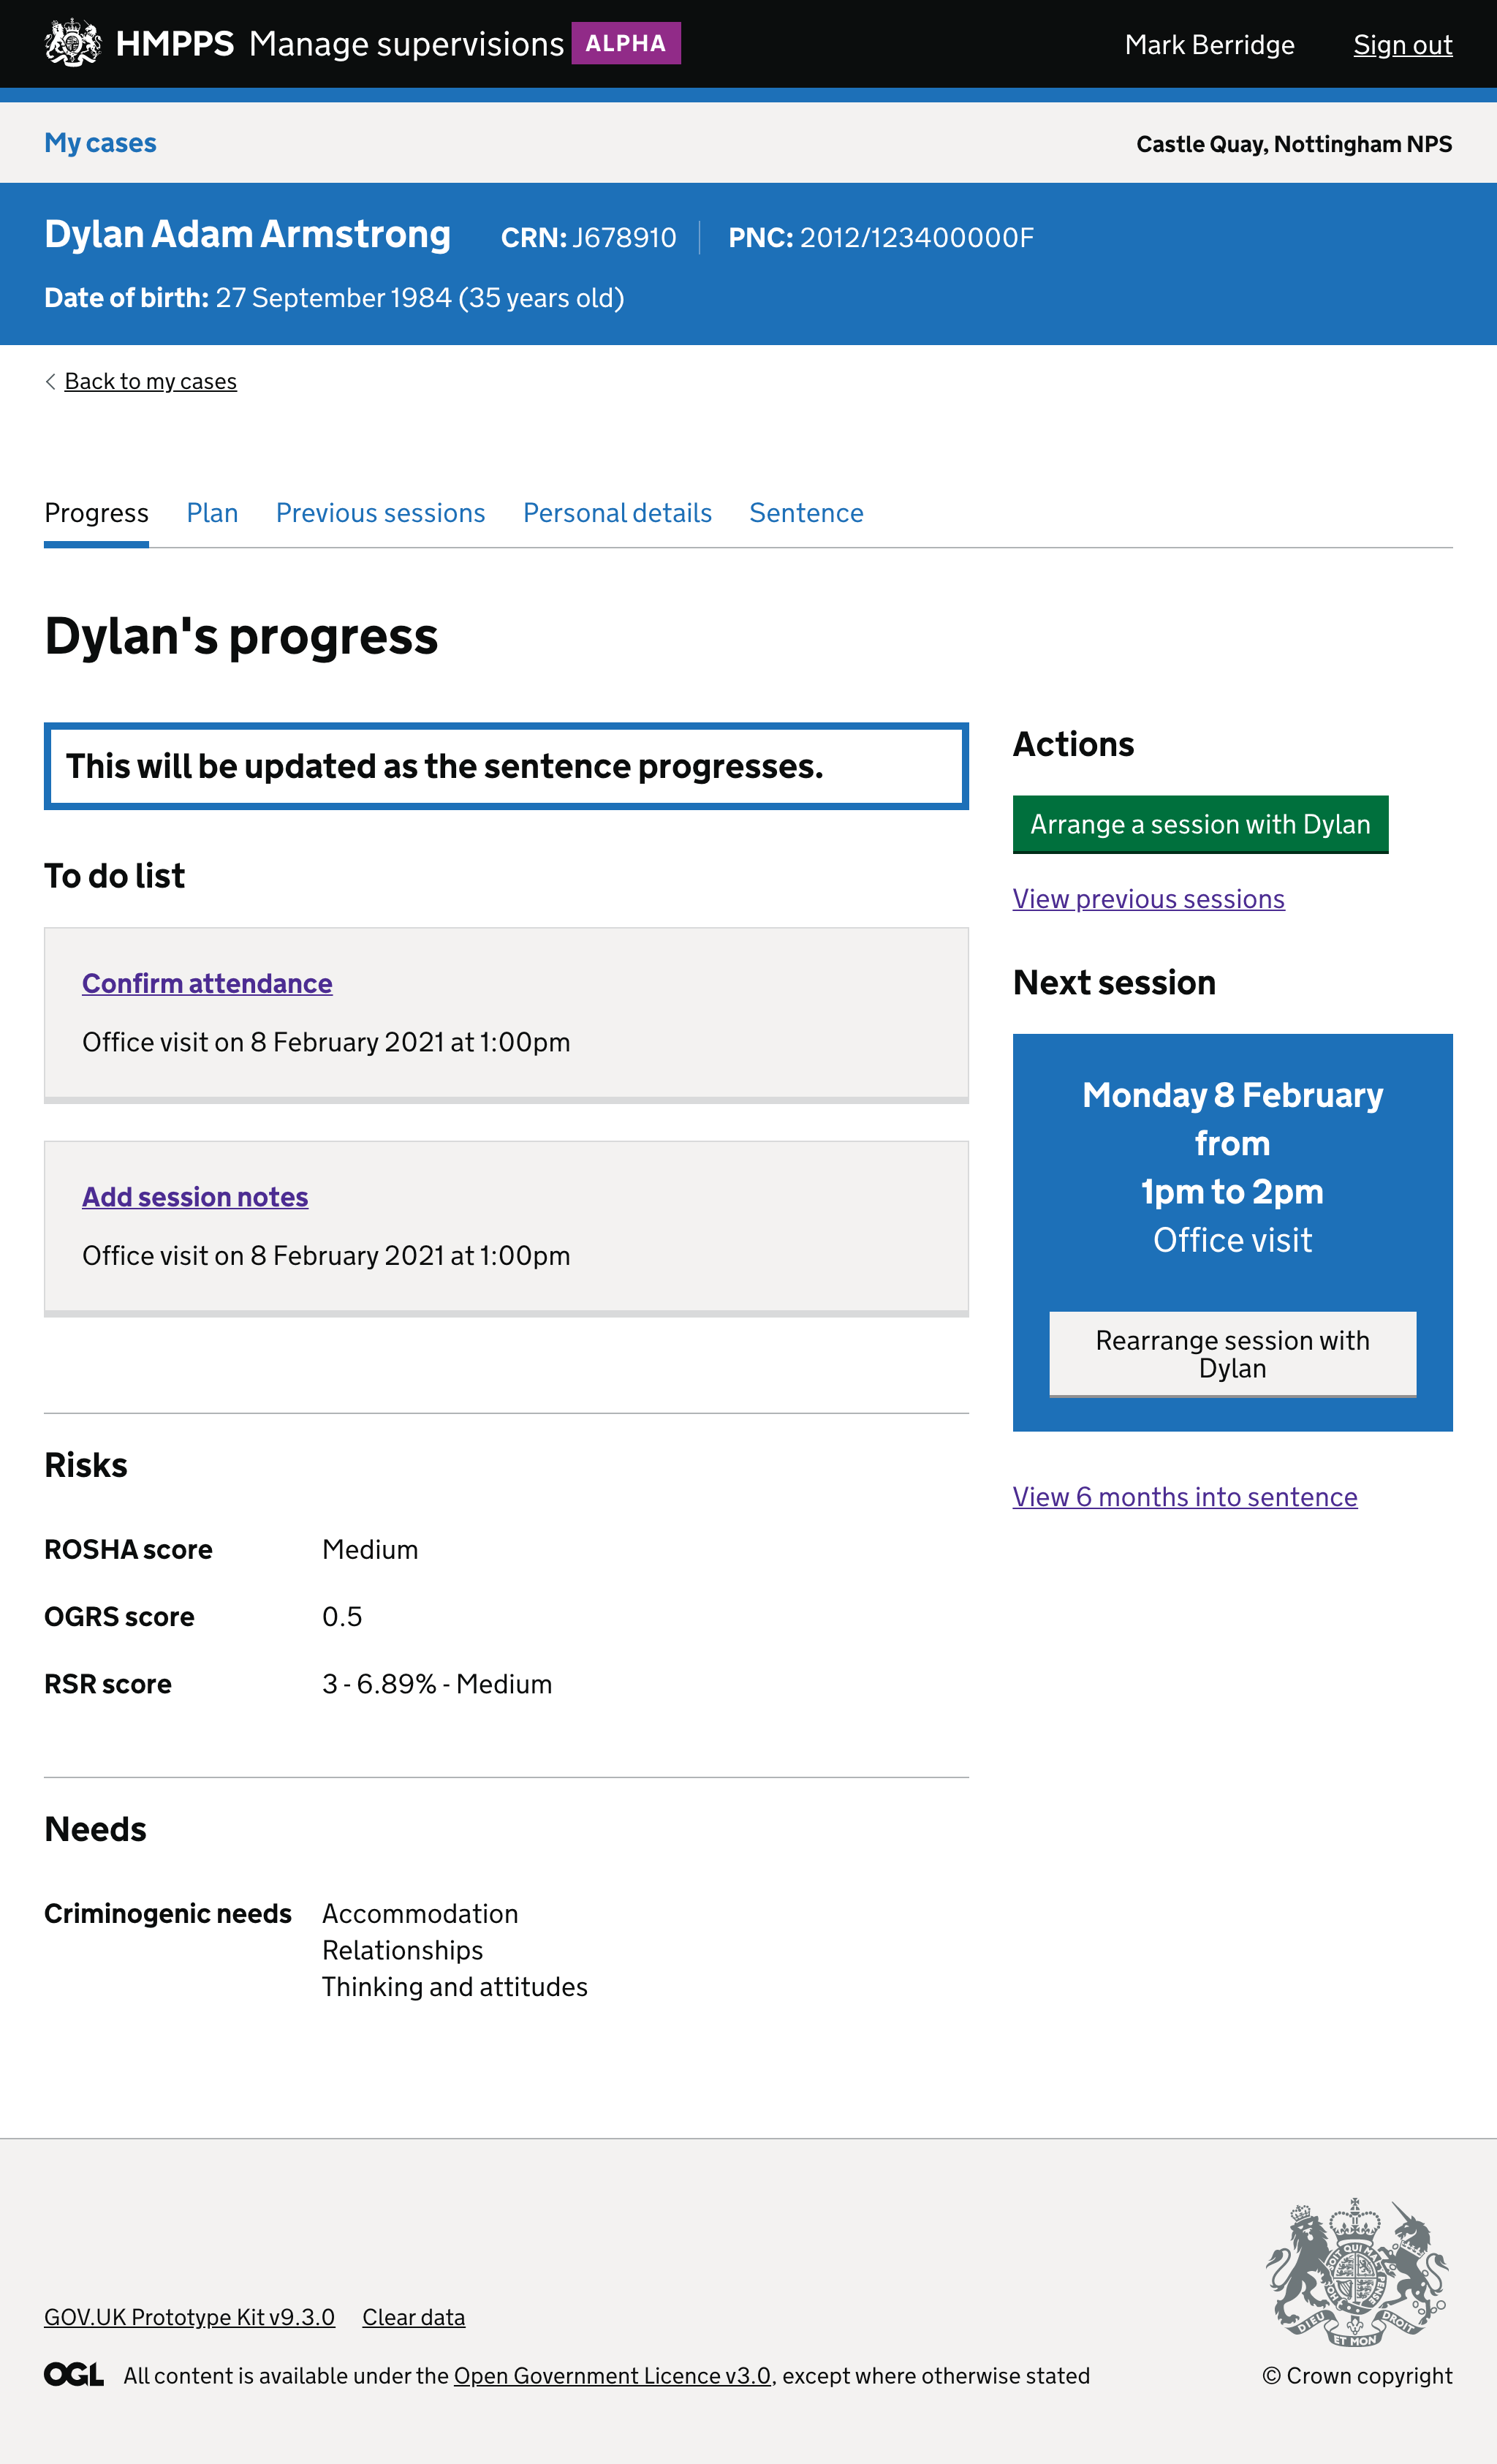 HMPPS Manage supervisions ALPHA
Mark Berridge
Sign out
My cases
Castle Quay, Nottingham NPS
Dylan Adam Armstrong
CRN: J678910
PNC: 2012/123400000F
Date of birth: 27 September 1984 (35 years old)
Back to my cases
Progress
Plan
Previous sessions
Personal details
Sentence
Dylan's progress
This will be updated as the sentence progresses.
To do list
Confirm attendance
Office visit on 8 February 2021 at 1:00pm
Add session notes
Office visit on 8 February 2021 at 1:00pm
Risks
ROSHA score Medium
OGRS score 0.5
RSR score 3 - 6.89% - Medium
Needs
Criminogenic needs Accommodation
Relationships
Thinking and attitudes
Actions
Arrange a session with Dylan
View previous sessions
Next session
Monday 8 February
from
1pm to 2pm
Office visit
Rearrange session with
Dylan
View 6 months into sentence
GOV.UK Prototype Kit v9.3.0
Clear data
OGL All content is available under the Open Government Licence v3.0, except where otherwise stated
DIEU ET MON DROIT
© Crown copyright